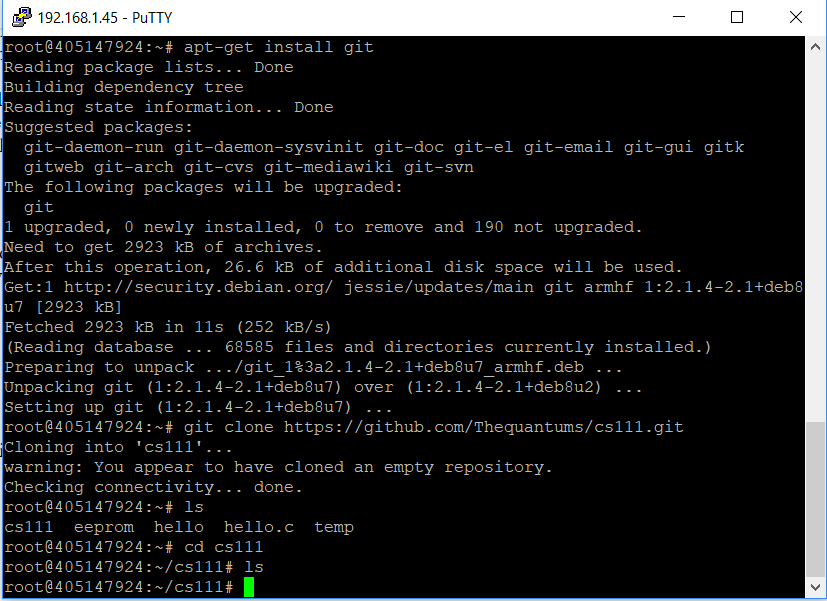 192.168.1.45 - PuTTY
root@405147924:~# apt-get install git
Reading package lists... Done
Building dependency tree
Reading state information... Done
Suggested packages:
  git-daemon-run git-daemon-sysvinit git-doc git-el git-email git-gui gitk
  gitweb git-arch git-cvs git-mediawiki git-svn
The following packages will be upgraded:
  git
1 upgraded, 0 newly installed, 0 to remove and 190 not upgraded.
Need to get 2923 kB of archives.
After this operation, 26.6 kB of additional disk space will be used.
Get:1 http://security.debian.org/ jessie/updates/main git armhf 1:2.1.4-2.1+deb8
u7 [2923 kB]
Fetched 2923 kB in 11s (252 kB/s)
(Reading database ... 68585 files and directories currently installed.)
Preparing to unpack .../git_1%3a2.1.4-2.1+deb8u7_armhf.deb ...
Unpacking git (1:2.1.4-2.1+deb8u7) over (1:2.1.4-2.1+deb8u2) ...
Setting up git (1:2.1.4-2.1+deb8u7) ...
root@405147924:~# git clone https://github.com/Thequantums/cs111.git
Cloning into 'cs111'...
warning: You appear to have cloned an empty repository.
Checking connectivity... done.
root@405147924:~# ls
cs111  eeprom  hello  hello.c  temp
root@405147924:~# cd cs111
root@405147924:~/cs111# ls
root@405147924:~/cs111#